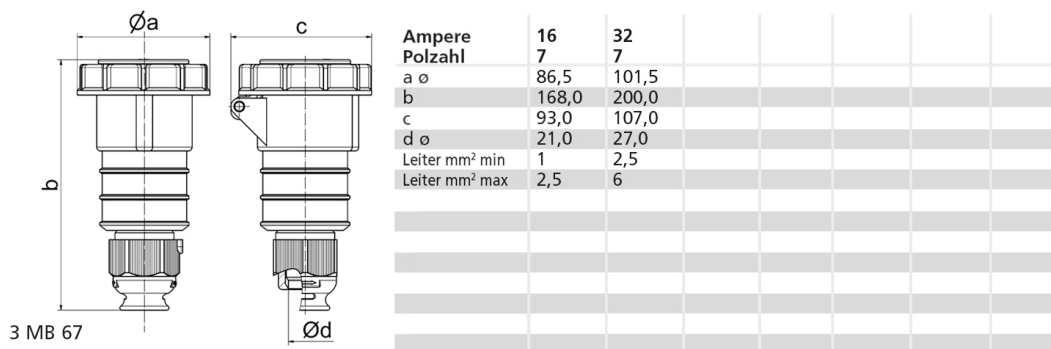 Øa
c
b
Ød
3 MB 67
Ampere 16 32
Polzahl 7 7
a ø 86,5 101,5
b 168,0 200,0
c 93,0 107,0
d ø 21,0 27,0
Leiter mm² min 1 2,5
Leiter mm² max 2,5 6